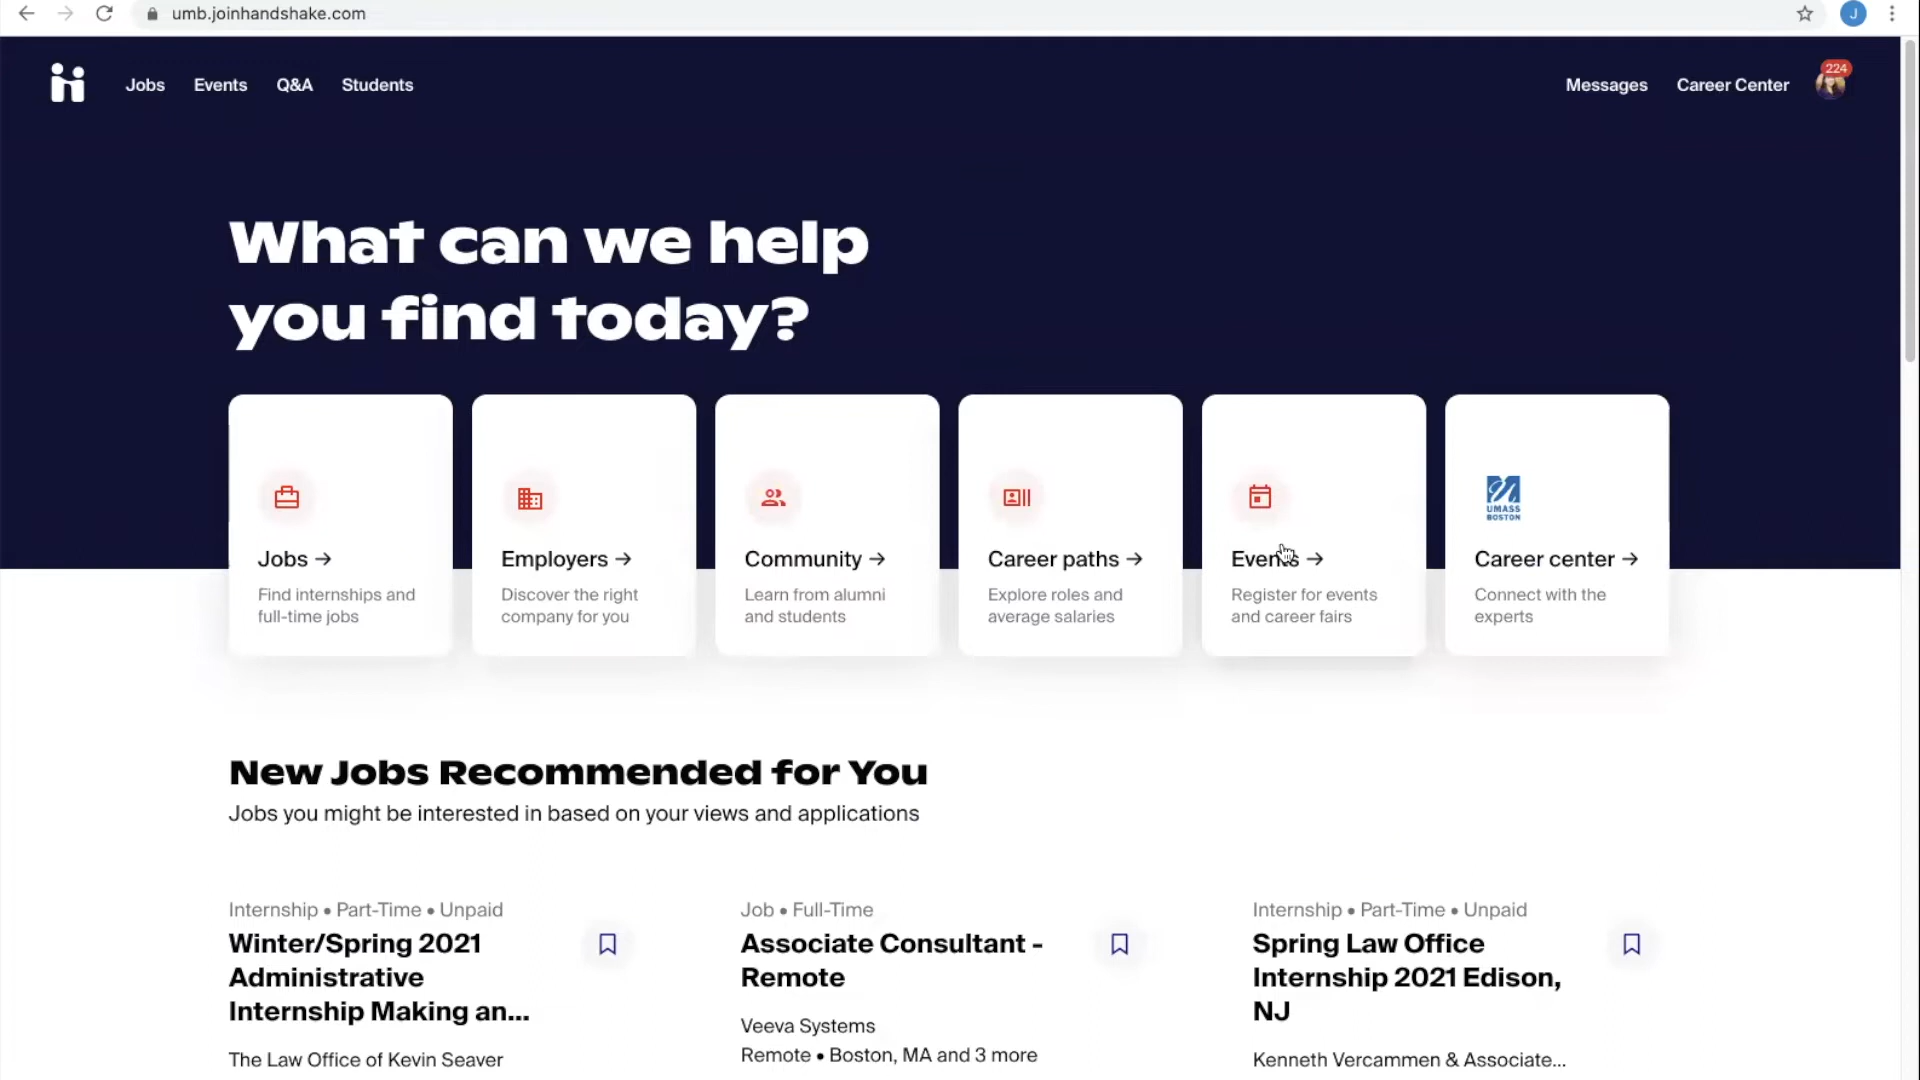 umb.joinhandshake.com
J
Jobs Events Q&A Students
Messages Career Center
224
What can we help
you find today?
UMASS
BOSTON
Jobs → Employers → Community → Career paths → Events → Career center →
Find internships and
full-time jobs
Discover the right
company for you
Learn from alumni
and students
Explore roles and
average salaries
Register for events
and career fairs
Connect with the
experts
New Jobs Recommended for You
Jobs you might be interested in based on your views and applications
Internship • Part-Time • Unpaid
Winter/Spring 2021
Administrative
Internship Making an...
The Law Office of Kevin Seaver
Job • Full-Time
Associate Consultant -
Remote
Veeva Systems
Remote • Boston, MA and 3 more
Internship • Part-Time • Unpaid
Spring Law Office
Internship 2021 Edison,
NJ
Kenneth Vercammen & Associate...